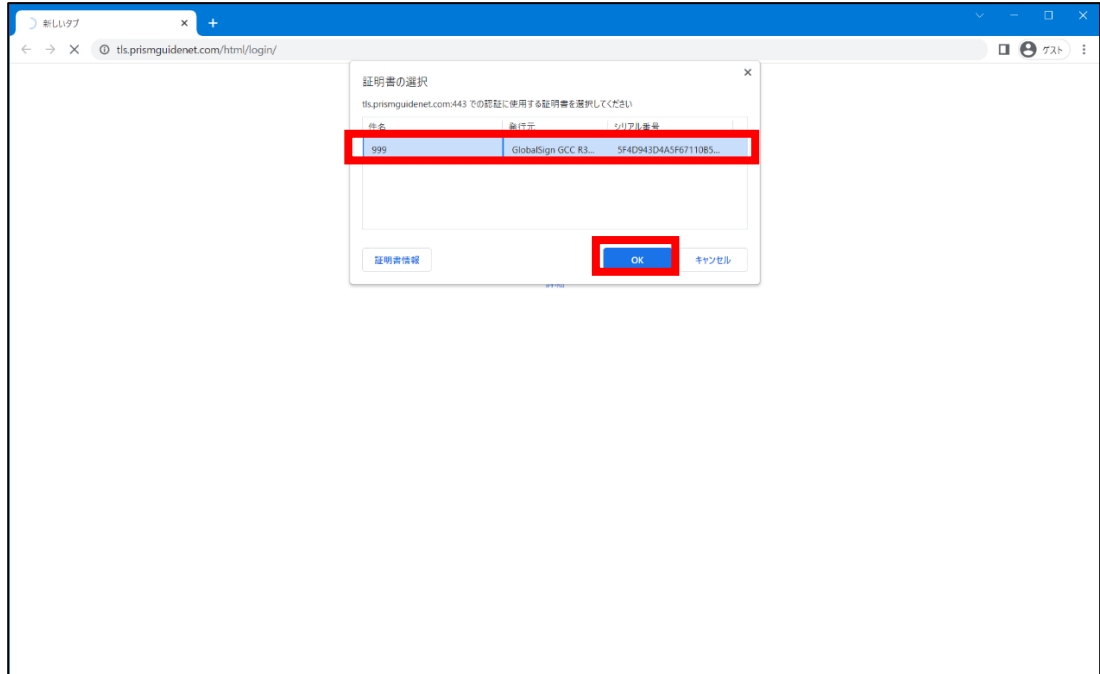 新しいタブ
tls.prismguidenet.com/html/login/
ゲスト
証明書の選択
tls.prismguidenet.com:443 での認証に使用する証明書を選択してください
件名 発行元 シリアル番号
999 GlobalSign GCC R3... 5F4D943D4A5F67110B5...
証明書情報 OK キャンセル